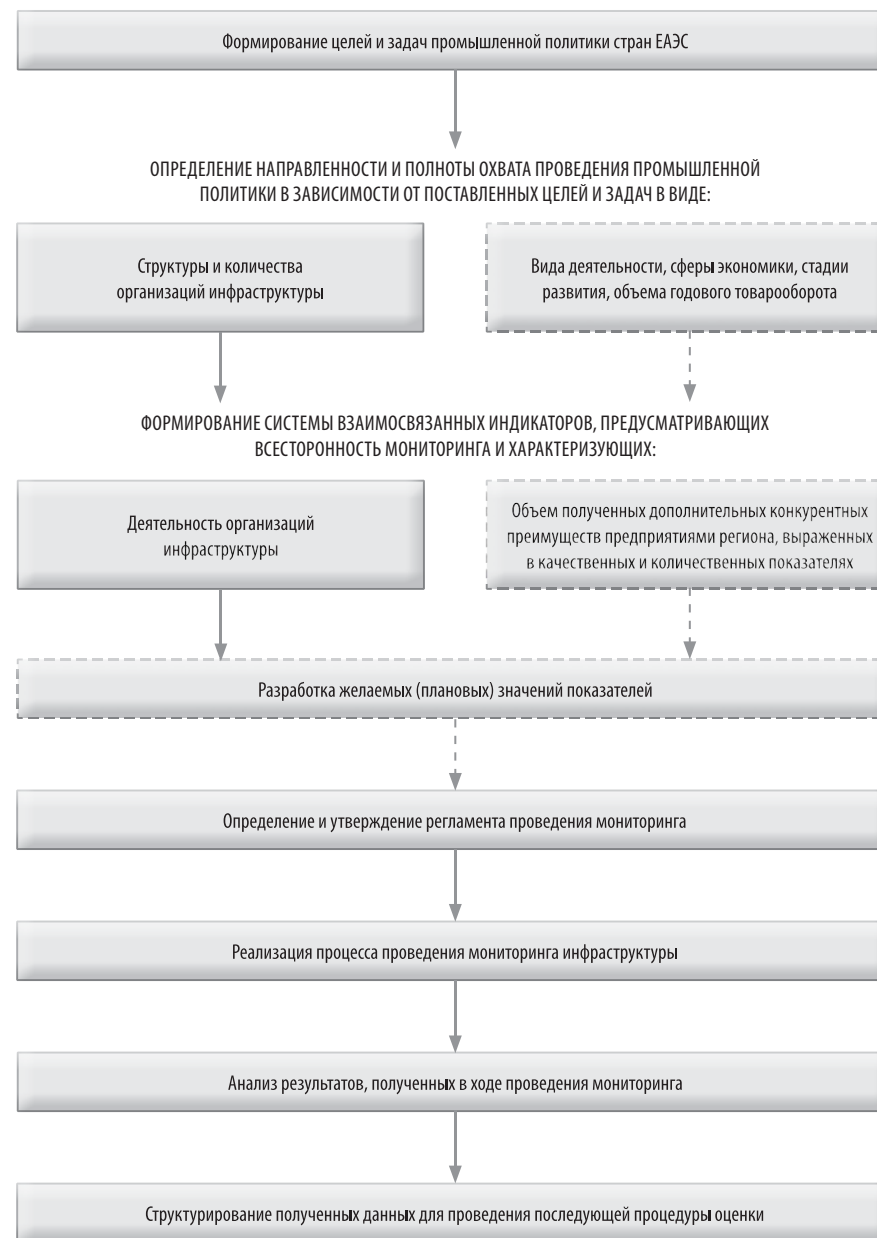 Формирование целей и задач промышленной политики стран ЕАЭС
ОПРЕДЕЛЕНИЕ НАПРАВЛЕННОСТИ И ПОЛНОТЫ ОХВАТА ПРОВЕДЕНИЯ ПРОМЫШЛЕННОЙ
ПОЛИТИКИ В ЗАВИСИМОСТИ ОТ ПОСТАВЛЕННЫХ ЦЕЛЕЙ И ЗАДАЧ В ВИДЕ:
Структуры и количества
организаций инфраструктуры
Вида деятельности, сферы экономики, стадии
развития, объема годового товарооборота
ФОРМИРОВАНИЕ СИСТЕМЫ ВЗАИМОСВЯЗАННЫХ ИНДИКАТОРОВ, ПРЕДУСМАТРИВАЮЩИХ
ВСЕСТОРОННОСТЬ МОНИТОРИНГА И ХАРАКТЕРИЗУЮЩИХ:
Деятельность организаций
инфраструктуры
Объем полученных дополнительных конкурентных
преимуществ предприятиями региона, выраженных
в качественных и количественных показателях
Разработка желаемых (плановых) значений показателей
Определение и утверждение регламента проведения мониторинга
Реализация процесса проведения мониторинга инфраструктуры
Анализ результатов, полученных в ходе проведения мониторинга
Структурирование полученных данных для проведения последующей процедуры оценки